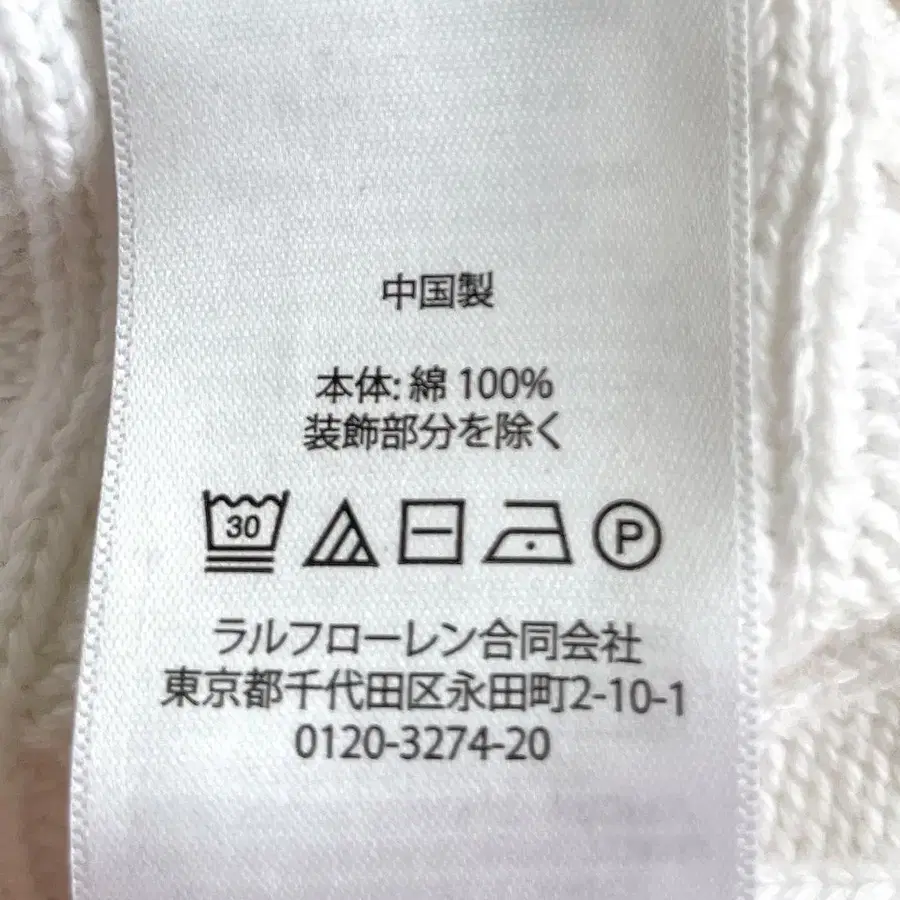 中国製
本体: 綿 100%
装飾部分を除く
30
P
ラルフローレン合同会社
東京都千代田区永田町2-10-1
0120-3274-20